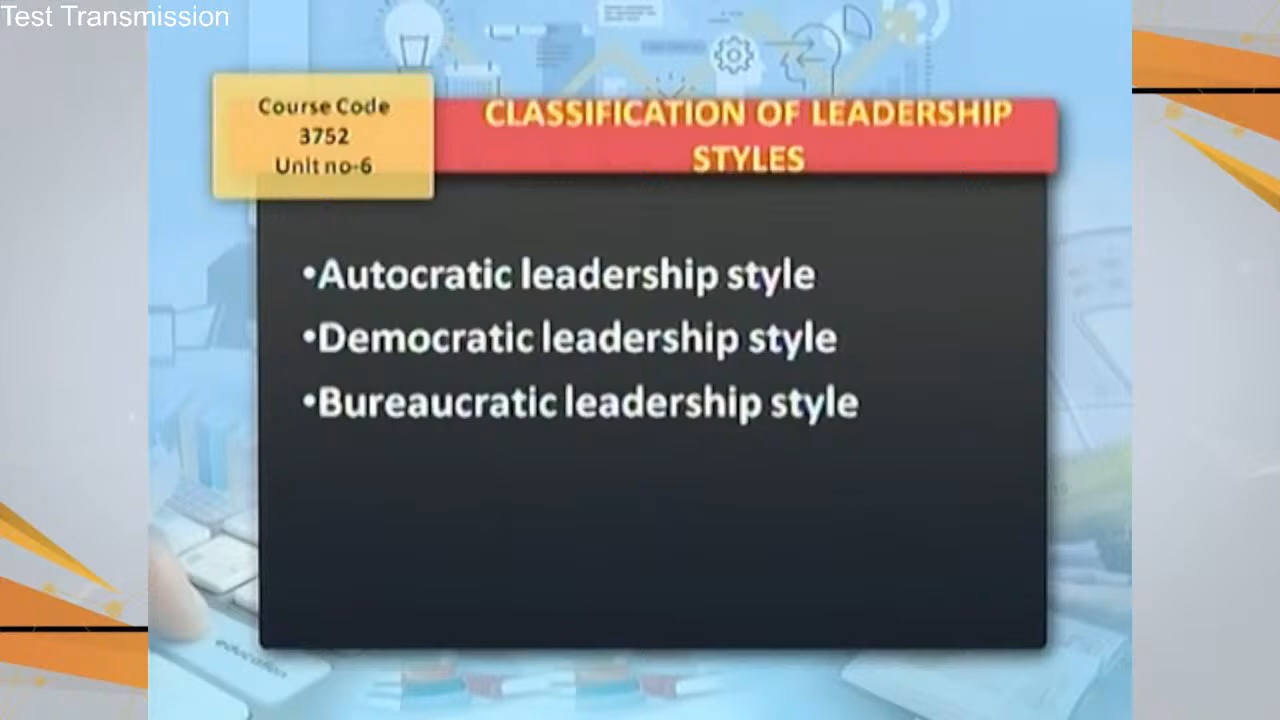 Test Transmission
Course Code
3752
Unit no-6
CLASSIFICATION OF LEADERSHIP
STYLES
•Autocratic leadership style
•Democratic leadership style
•Bureaucratic leadership style
education